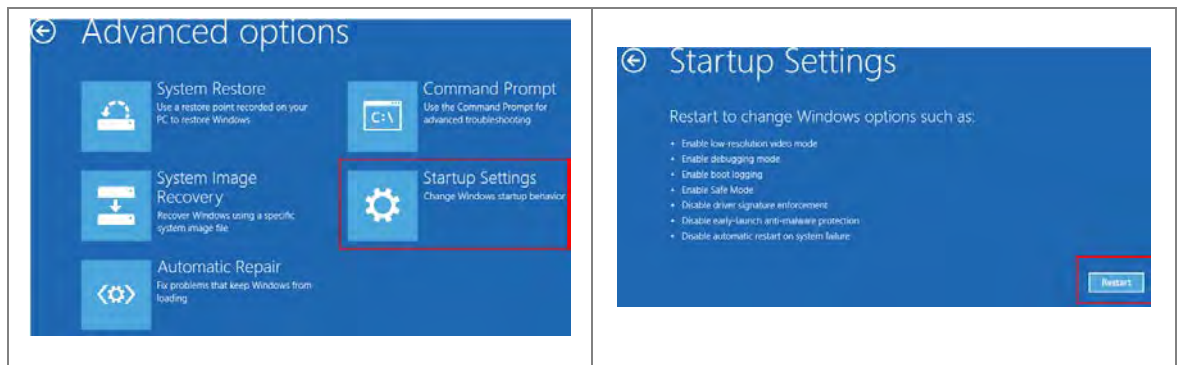 Advanced options
System Restore
Use a restore point recorded on your
PC to restore Windows
Command Prompt
Use the Command Prompt for
advanced troubleshooting
C:\
System Image
Recovery
Recover Windows using a specific
system image file
Startup Settings
Change Windows startup behavior
Automatic Repair
Fix problems that keep Windows from
loading
Startup Settings
Restart to change Windows options such as:
• Enable low-resolution video mode
• Enable debugging mode
• Enable boot logging
• Enable Safe Mode
• Disable driver signature enforcement
• Disable early-launch anti-malware protection
• Disable automatic restart on system failure
Restart